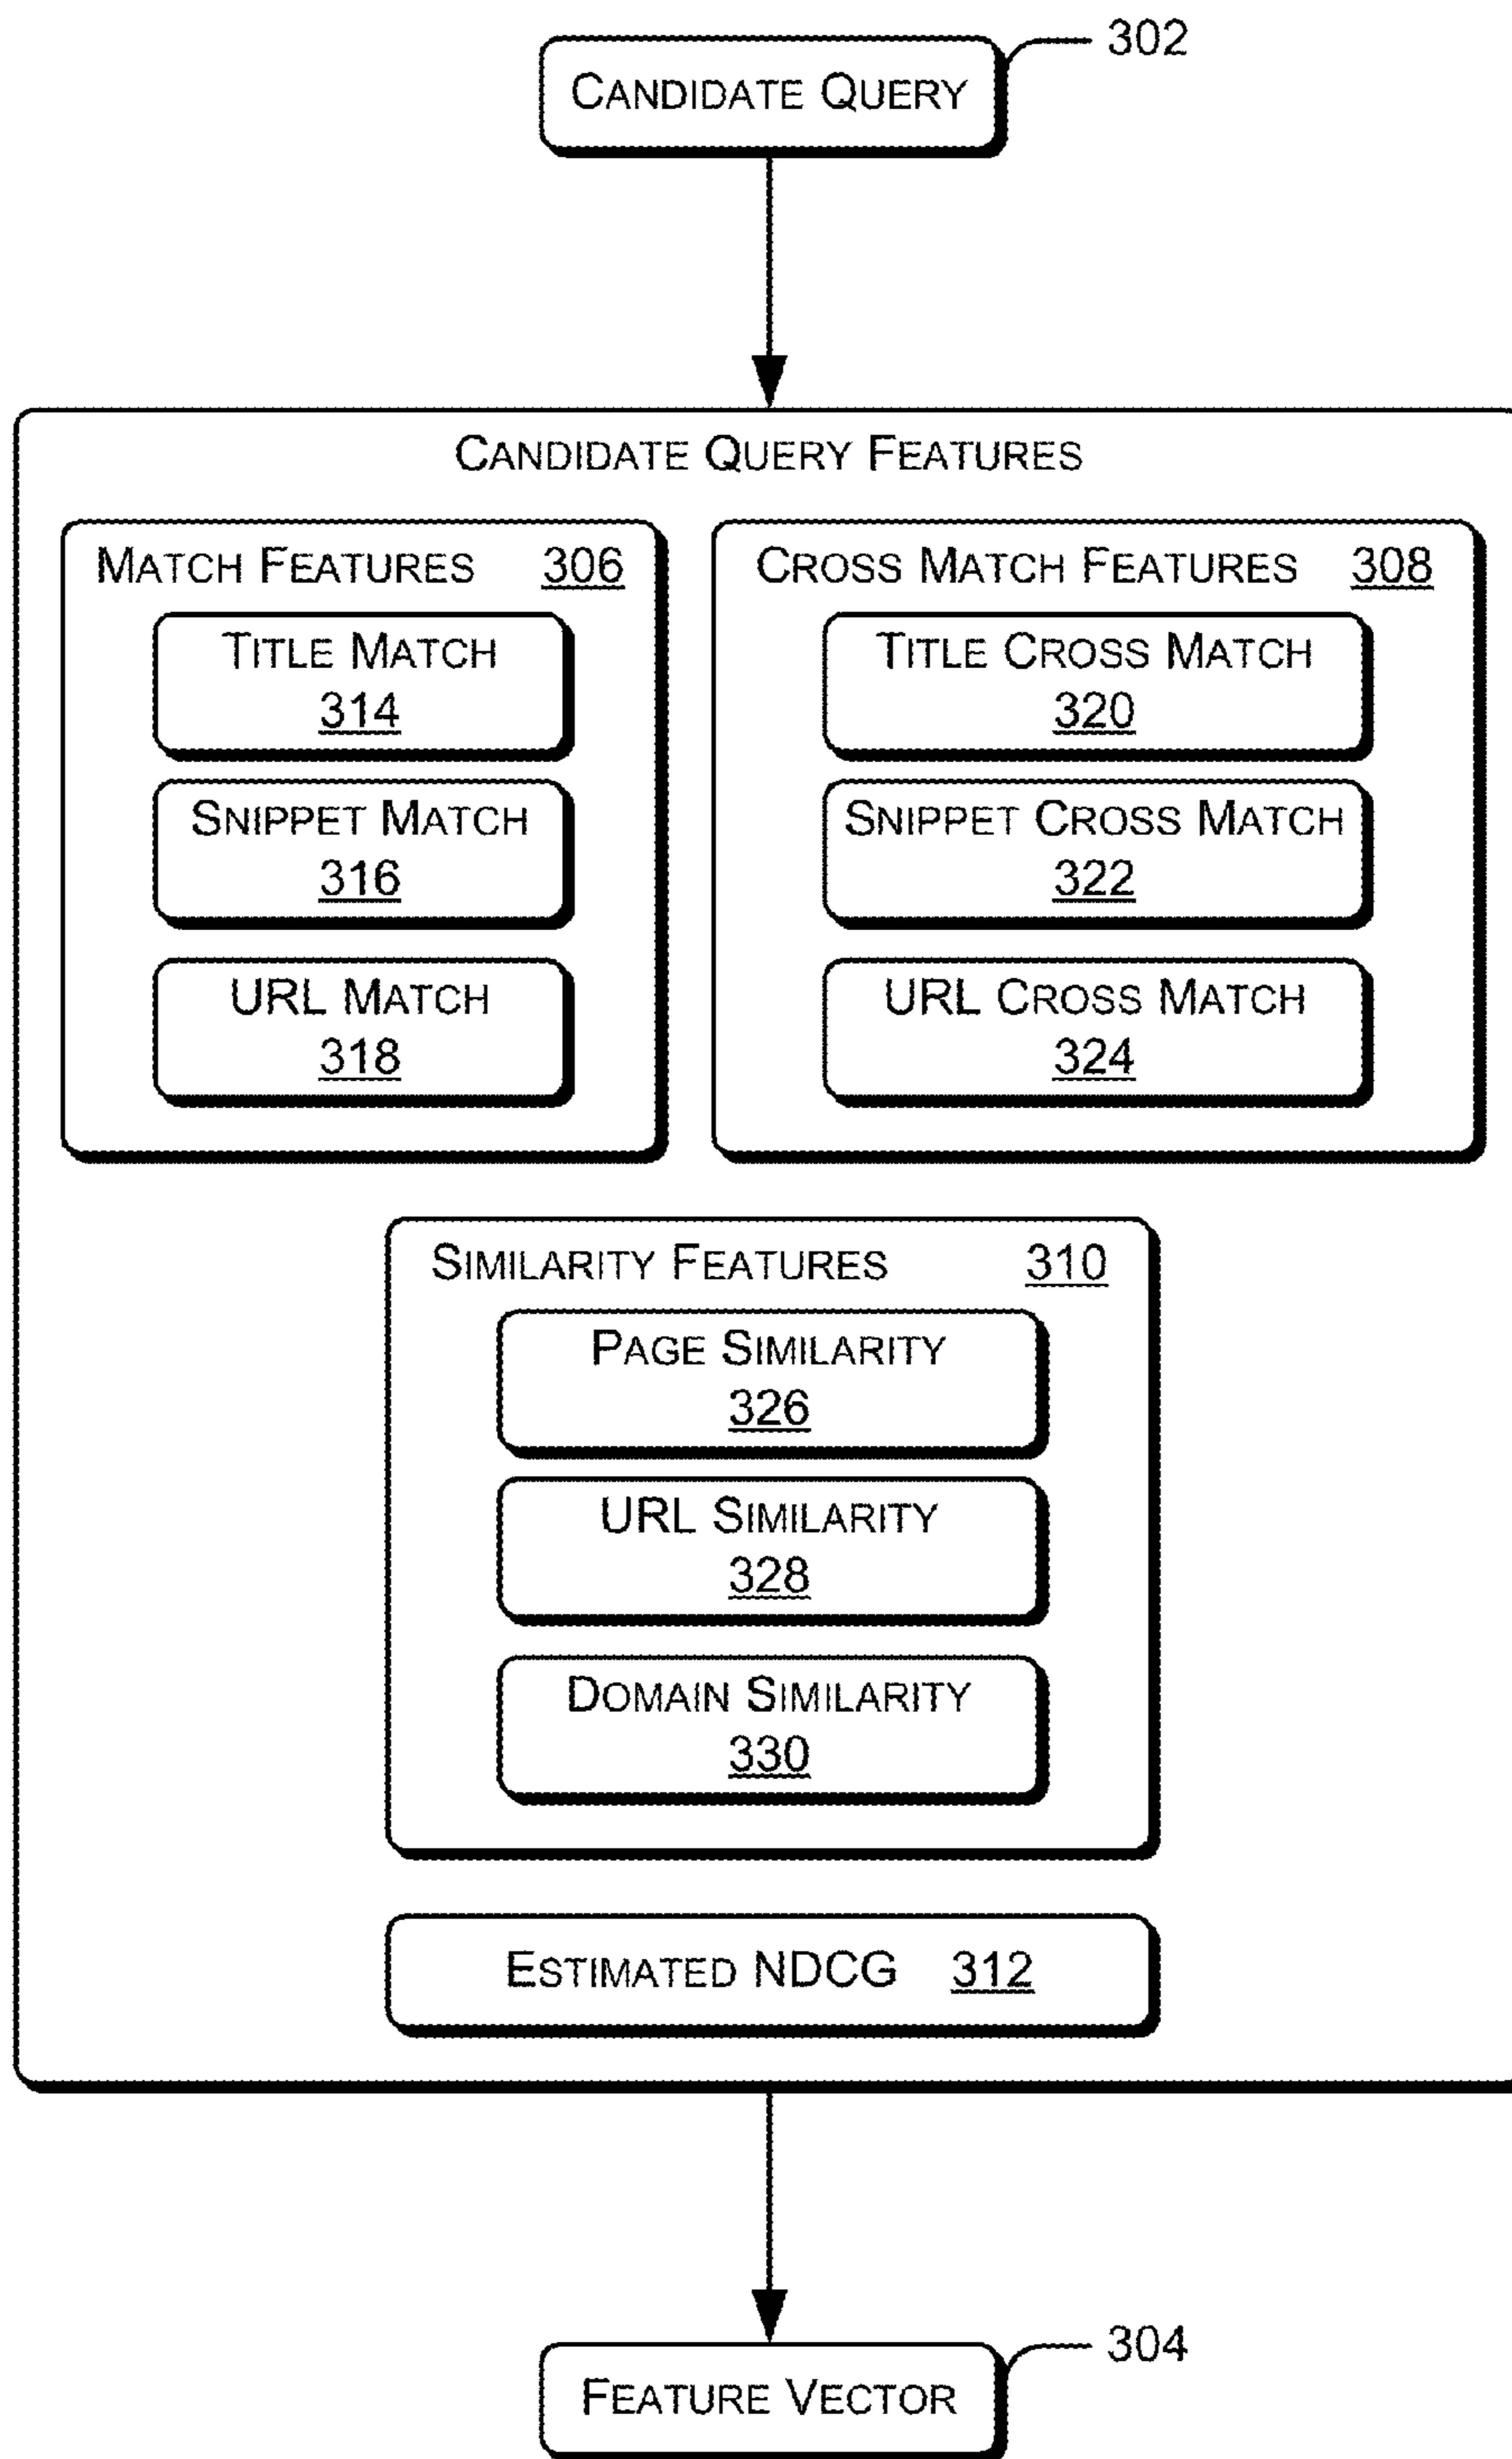 302
CANDIDATE QUERY
CANDIDATE QUERY FEATURES
MATCH FEATURES 306
TITLE MATCH
314
SNIPPET MATCH
316
URL MATCH
318
CROSS MATCH FEATURES 308
TITLE CROSS MATCH
320
SNIPPET CROSS MATCH
322
URL CROSS MATCH
324
SIMILARITY FEATURES 310
PAGE SIMILARITY
326
URL SIMILARITY
328
DOMAIN SIMILARITY
330
ESTIMATED NDCG 312
304
FEATURE VECTOR